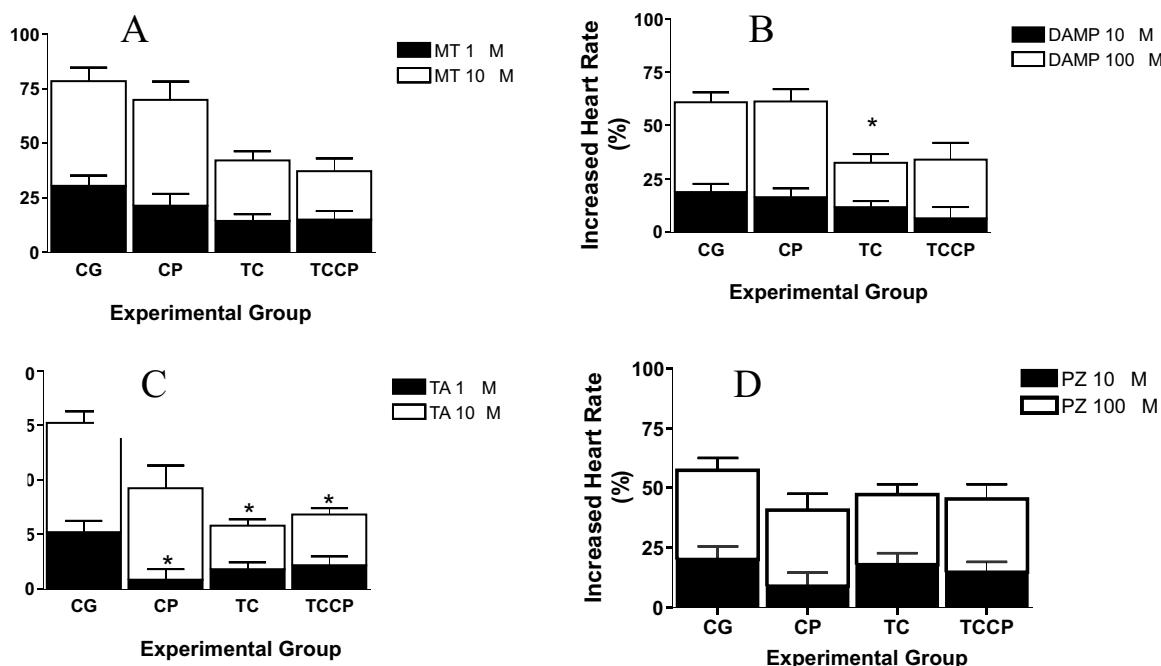 A
MT 1 M
MT 10 M
100
75
50
25
0
CG CP TC TCCP
Experimental Group
B
DAMP 10 M
DAMP 100 M
Increased Heart Rate
(%)
100
75
50
25
0
*
CG CP TC TCCP
Experimental Group
C
TA 1 M
TA 10 M
0
5
0
5
0
* * *
CG CP TC TCCP
Experimental Group
D
PZ 10 M
PZ 100 M
Increased Heart Rate
(%)
100
75
50
25
0
CG CP TC TCCP
Experimental Group